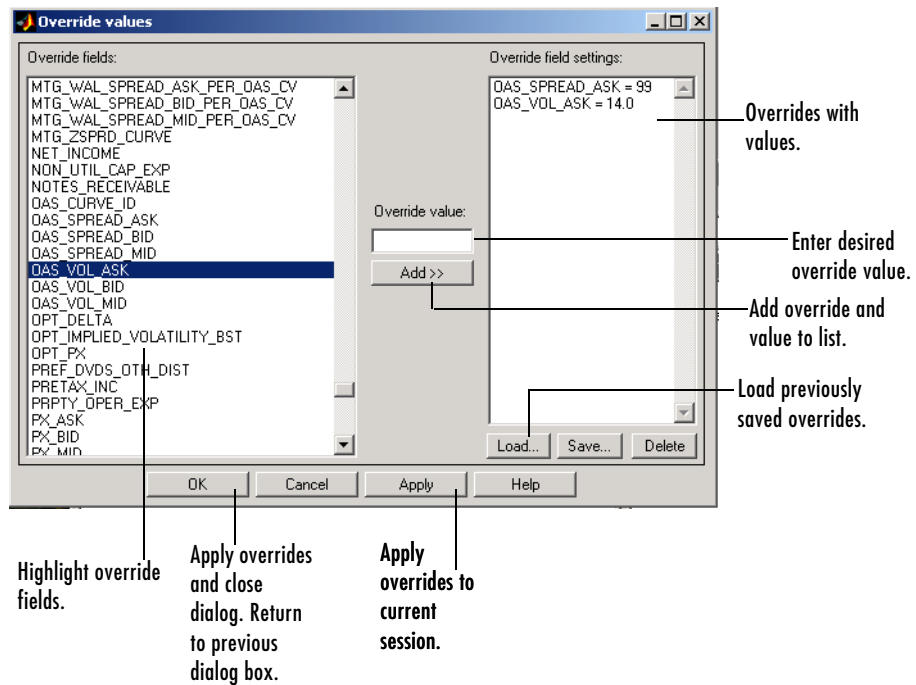 Override values
Override fields:
MTG_WAL_SPREAD_ASK_PER_OAS_CV
MTG_WAL_SPREAD_BID_PER_OAS_CV
MTG_WAL_SPREAD_MID_PER_OAS_CV
MTG_ZSPRD_CURVE
NET_INCOME
NON_UTIL_CAP_EXP
NOTES_RECEIVABLE
OAS_CURVE_ID
OAS_SPREAD_ASK
OAS_SPREAD_BID
OAS_SPREAD_MID
OAS_VOL_ASK
OAS_VOL_BID
OAS_VOL_MID
OPT_DELTA
OPT_IMPLIED_VOLATILITY_BST
OPT_PX
PREF_DVDS_OTH_DIST
PRETAX_INC
PRPTY_OPER_EXP
PX_ASK
PX_BID
PX_MID
Override value:
Add >>
Override field settings:
OAS_SPREAD_ASK = 99
OAS_VOL_ASK = 14.0
Load...
Save...
Delete
OK
Cancel
Apply
Help
Overrides with
values.
Enter desired
override value.
Add override and
value to list.
Load previously
saved overrides.
Highlight override
fields.
Apply overrides
and close
dialog. Return
to previous
dialog box.
Apply
overrides to
current
session.